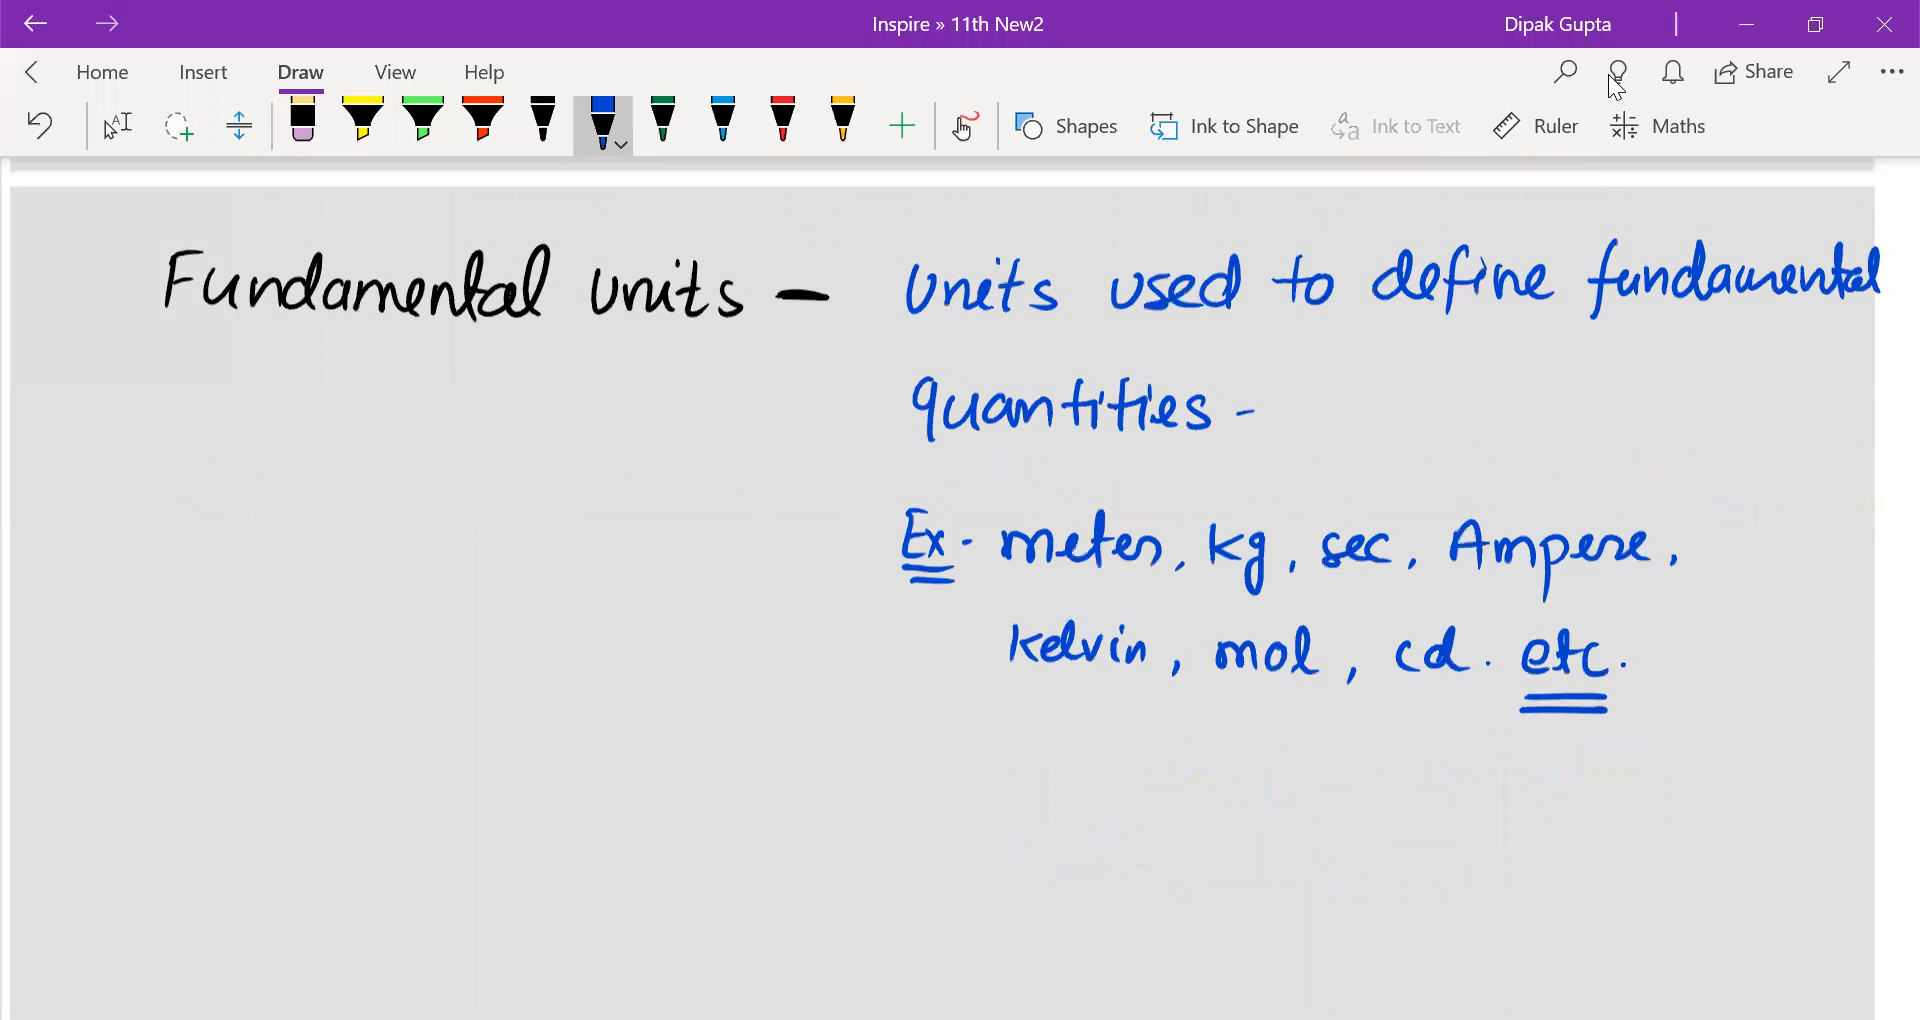 Inspire » 11th New2
Dipak Gupta
Home Insert Draw View Help
Share
Shapes Ink to Shape Ink to Text Ruler Maths
Fundamental units - Units used to define fundamental
quantities -
Ex - meter, kg, sec, Ampere,
Kelvin, mol, cd. etc.